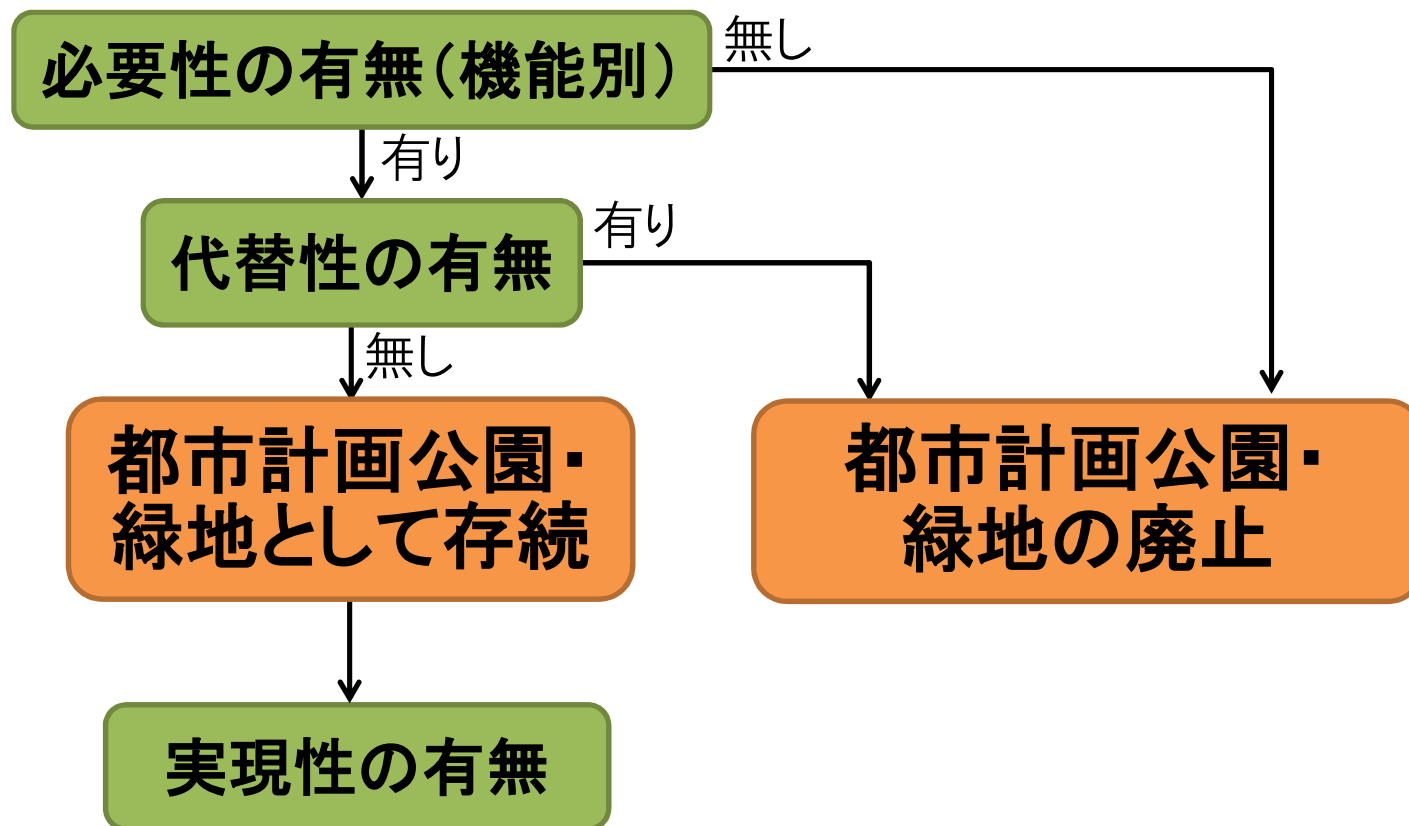 必要性の有無（機能別）
無し
有り
代替性の有無
有り
無し
都市計画公園・
緑地として存続
都市計画公園・
緑地の廃止
実現性の有無